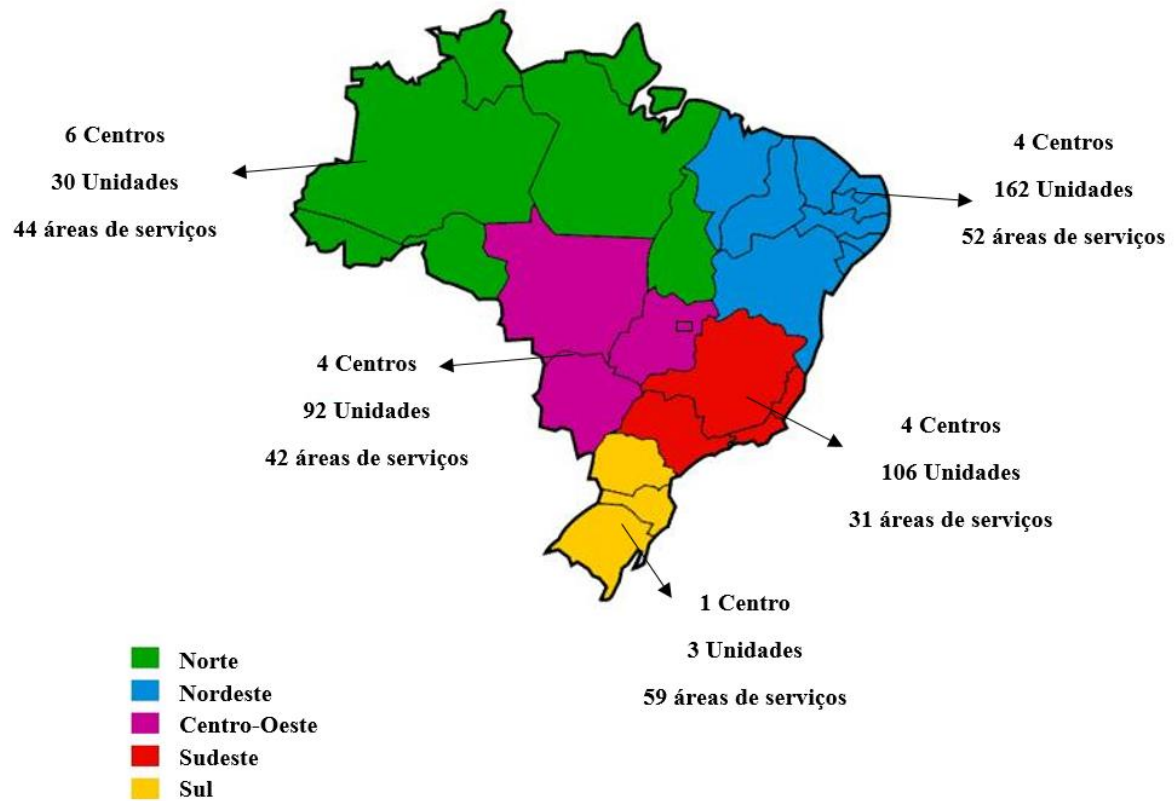 6 Centros
30 Unidades
44 áreas de serviços
4 Centros
162 Unidades
52 áreas de serviços
4 Centros
92 Unidades
42 áreas de serviços
4 Centros
106 Unidades
31 áreas de serviços
1 Centro
3 Unidades
59 áreas de serviços
Norte
Nordeste
Centro-Oeste
Sudeste
Sul